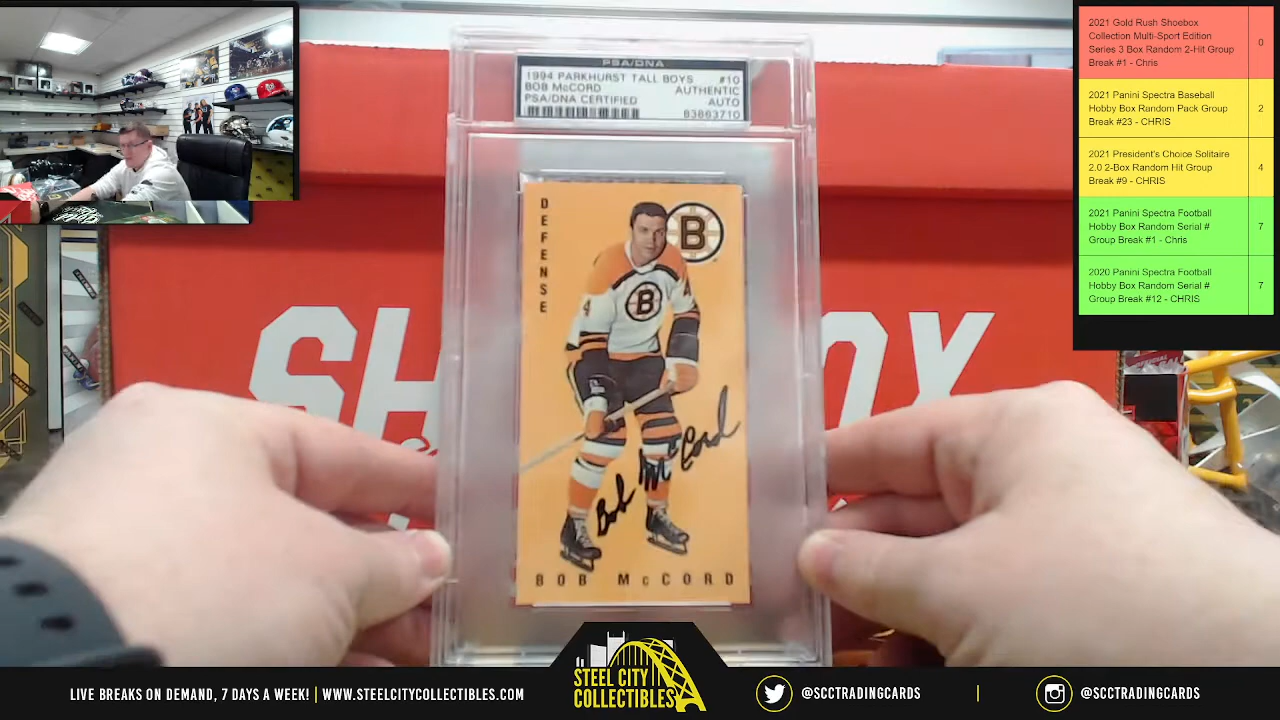 PSA/DNA
1994 PARKHURST TALL BOYS #10
BOB McCORD AUTHENTIC
PSA/DNA CERTIFIED AUTO
83863710
DEFENSE
B
B
4
4
Bob McCord
BOB McCORD
SH
OX
2021 Gold Rush Shoebox
Collection Multi-Sport Edition
Series 3 Box Random 2-Hit Group
Break #1 - Chris
0
2021 Panini Spectra Baseball
Hobby Box Random Pack Group
Break #23 - CHRIS
2
2021 President's Choice Solitaire
2.0 2-Box Random Hit Group
Break #9 - CHRIS
4
2021 Panini Spectra Football
Hobby Box Random Serial #
Group Break #1 - Chris
7
2020 Panini Spectra Football
Hobby Box Random Serial #
Group Break #12 - CHRIS
7
LIVE BREAKS ON DEMAND, 7 DAYS A WEEK! | WWW.STEELCITYCOLLECTIBLES.COM
STEEL CITY
COLLECTIBLES
@SCCTRADINGCARDS | @SCCTRADINGCARDS